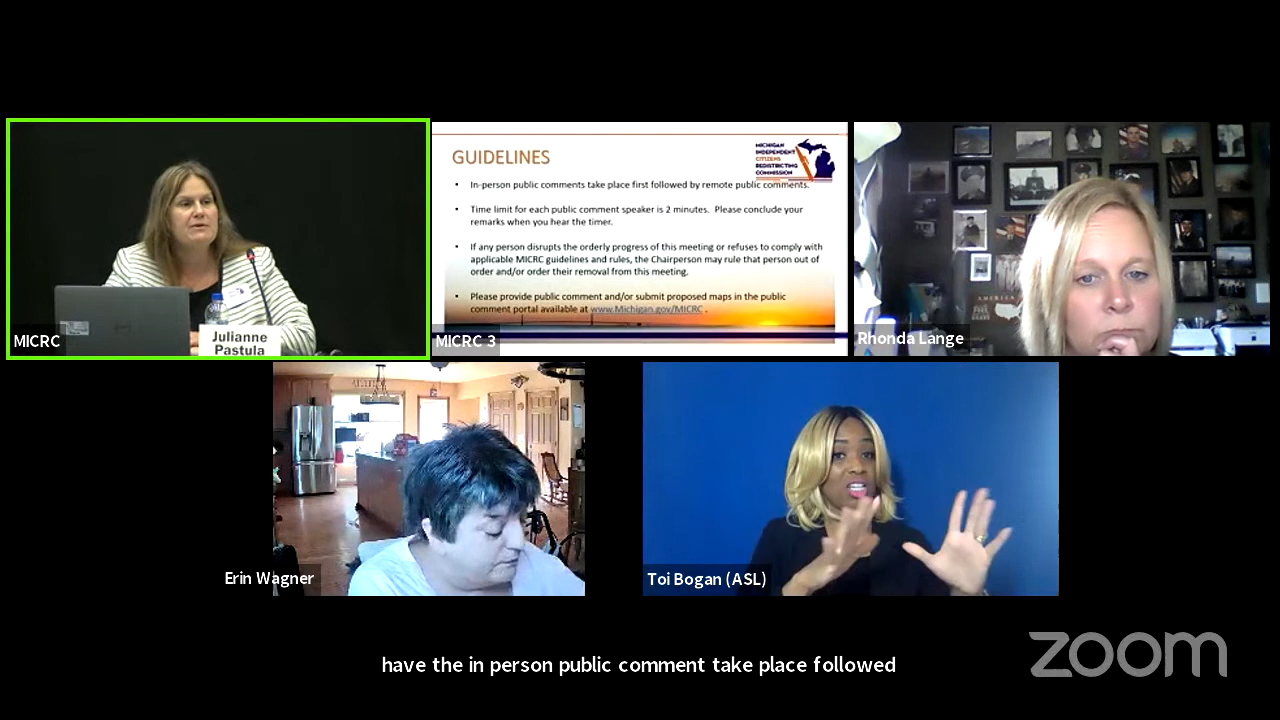 GUIDELINES
MICHIGAN
INDEPENDENT
CITIZENS
REDISTRICTING
COMMISSION
• In-person public comments take place first followed by remote public comments.
• Time limit for each public comment speaker is 2 minutes. Please conclude your
remarks when you hear the timer.
• If any person disrupts the orderly progress of this meeting or refuses to comply with
applicable MICRC guidelines and rules, the Chairperson may rule that person out of
order and/or order their removal from this meeting.
• Please provide public comment and/or submit proposed maps in the public
comment portal available at www.Michigan.gov/MICRC .
Julianne
Pastula
MICRC
MICRC 3
Rhonda Lange
AMERICA
Erin Wagner
Toi Bogan (ASL)
have the in person public comment take place followed
zoom